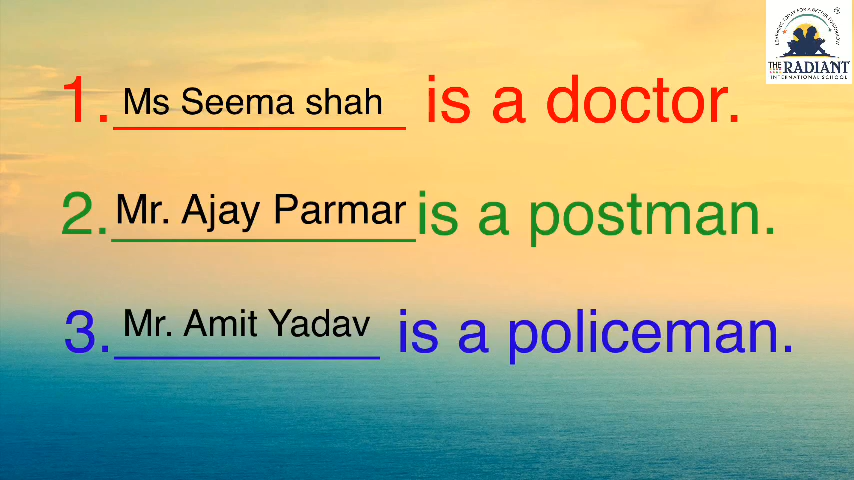 THE RADIANT
INTERNATIONAL SCHOOL
1. Ms Seema shah is a doctor.
2. Mr. Ajay Parmar is a postman.
3. Mr. Amit Yadav is a policeman.